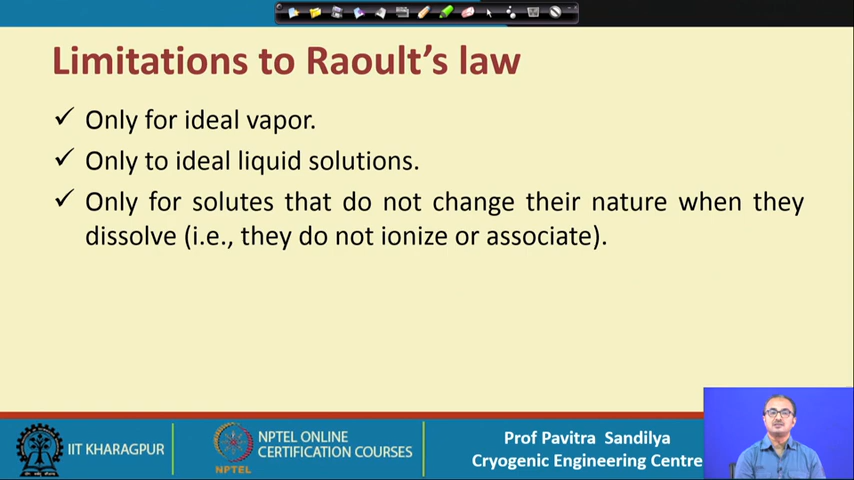 Limitations to Raoult's law
✓ Only for ideal vapor.
✓ Only to ideal liquid solutions.
✓ Only for solutes that do not change their nature when they
dissolve (i.e., they do not ionize or associate).
IIT KHARAGPUR
NPTEL
NPTEL ONLINE
CERTIFICATION COURSES
Prof Pavitra Sandilya
Cryogenic Engineering Centre